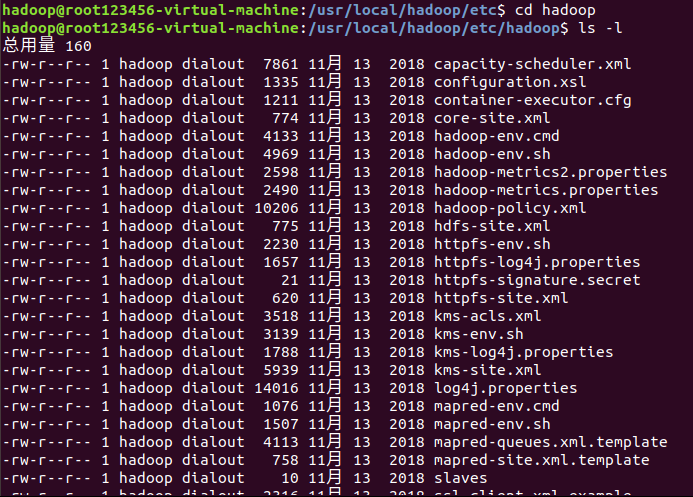 hadoop@root123456-virtual-machine:/usr/local/hadoop/etc$ cd hadoop
hadoop@root123456-virtual-machine:/usr/local/hadoop/etc/hadoop$ ls -l
总用量 160
-rw-r--r-- 1 hadoop dialout  7861 11月 13  2018 capacity-scheduler.xml
-rw-r--r-- 1 hadoop dialout  1335 11月 13  2018 configuration.xsl
-rw-r--r-- 1 hadoop dialout  1211 11月 13  2018 container-executor.cfg
-rw-r--r-- 1 hadoop dialout   774 11月 13  2018 core-site.xml
-rw-r--r-- 1 hadoop dialout  4133 11月 13  2018 hadoop-env.cmd
-rw-r--r-- 1 hadoop dialout  4969 11月 13  2018 hadoop-env.sh
-rw-r--r-- 1 hadoop dialout  2598 11月 13  2018 hadoop-metrics2.properties
-rw-r--r-- 1 hadoop dialout  2490 11月 13  2018 hadoop-metrics.properties
-rw-r--r-- 1 hadoop dialout 10206 11月 13  2018 hadoop-policy.xml
-rw-r--r-- 1 hadoop dialout   775 11月 13  2018 hdfs-site.xml
-rw-r--r-- 1 hadoop dialout  2230 11月 13  2018 httpfs-env.sh
-rw-r--r-- 1 hadoop dialout  1657 11月 13  2018 httpfs-log4j.properties
-rw-r--r-- 1 hadoop dialout    21 11月 13  2018 httpfs-signature.secret
-rw-r--r-- 1 hadoop dialout   620 11月 13  2018 httpfs-site.xml
-rw-r--r-- 1 hadoop dialout  3518 11月 13  2018 kms-acls.xml
-rw-r--r-- 1 hadoop dialout  3139 11月 13  2018 kms-env.sh
-rw-r--r-- 1 hadoop dialout  1788 11月 13  2018 kms-log4j.properties
-rw-r--r-- 1 hadoop dialout  5939 11月 13  2018 kms-site.xml
-rw-r--r-- 1 hadoop dialout 14016 11月 13  2018 log4j.properties
-rw-r--r-- 1 hadoop dialout  1076 11月 13  2018 mapred-env.cmd
-rw-r--r-- 1 hadoop dialout  1507 11月 13  2018 mapred-env.sh
-rw-r--r-- 1 hadoop dialout  4113 11月 13  2018 mapred-queues.xml.template
-rw-r--r-- 1 hadoop dialout   758 11月 13  2018 mapred-site.xml.template
-rw-r--r-- 1 hadoop dialout    10 11月 13  2018 slaves
-rw-r--r-- 1 hadoop dialout  2316 11月 13  2018 ssl-client.xml.example